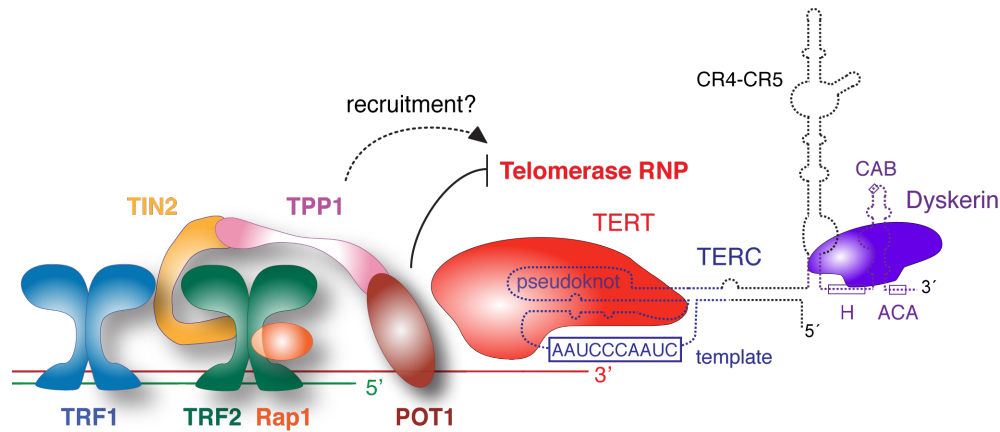 CR4-CR5
recruitment?
Telomerase RNP
CAB
Dyskerin
TIN2
TPP1
TERT
TERC
pseudoknot
H
ACA
3´
5´
AAUCCCAAUC
template
3’
5’
TRF1
TRF2
Rap1
POT1